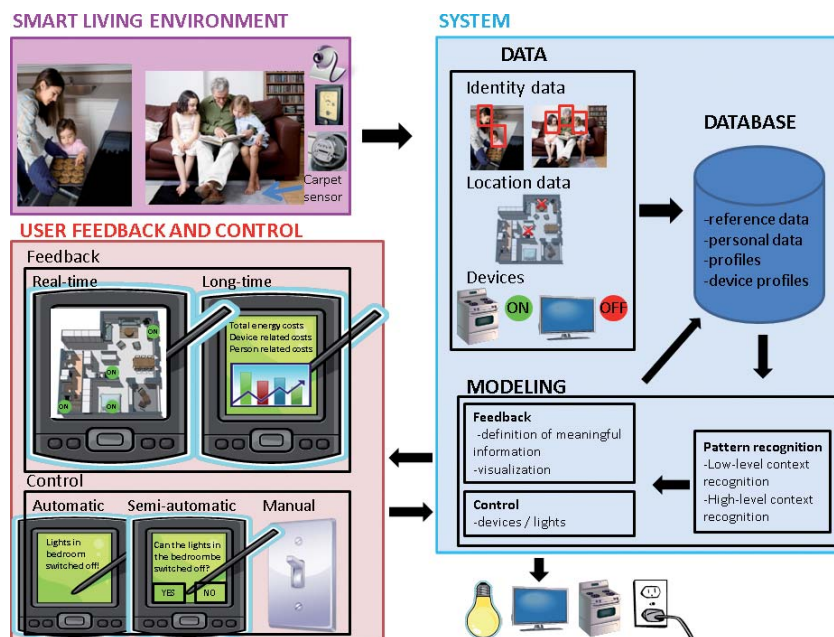 SMART LIVING ENVIRONMENT
Carpet
sensor
SYSTEM
DATA
Identity data
Location data
Devices
ON
OFF
DATABASE
-reference data
-personal data
-profiles
-device profiles
MODELING
Feedback
-definition of meaningful
information
-visualization
Control
-devices / lights
Pattern recognition
-Low-level context
recognition
-High-level context
recognition
USER FEEDBACK AND CONTROL
Feedback
Real-time
ON
ON
ON
ON
Long-time
Total energy costs
Device related costs
Person related costs
Control
Automatic
Lights in
bedroom
switched off!
Semi-automatic
Can the lights in
the bedroombe
switched off?
YES
NO
Manual